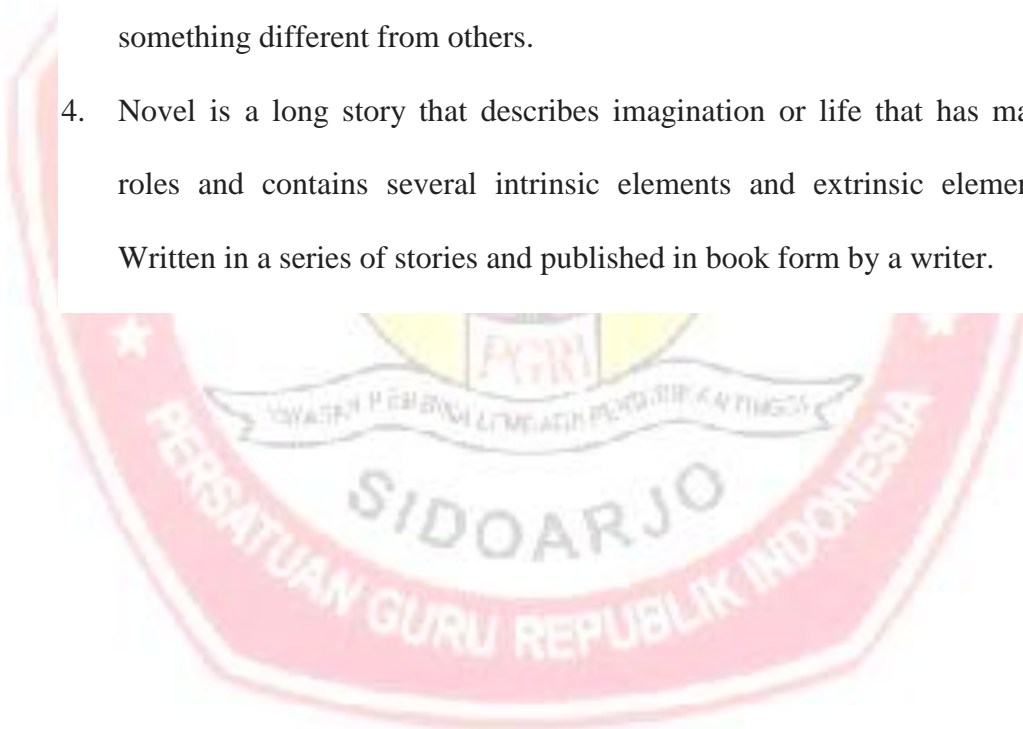 something different from others.
4. Novel is a long story that describes imagination or life that has ma
roles and contains several intrinsic elements and extrinsic elemen
Written in a series of stories and published in book form by a writer.
PGRI
SIDOARJO
PERSATUAN GURU REPUBLIK INDONESIA